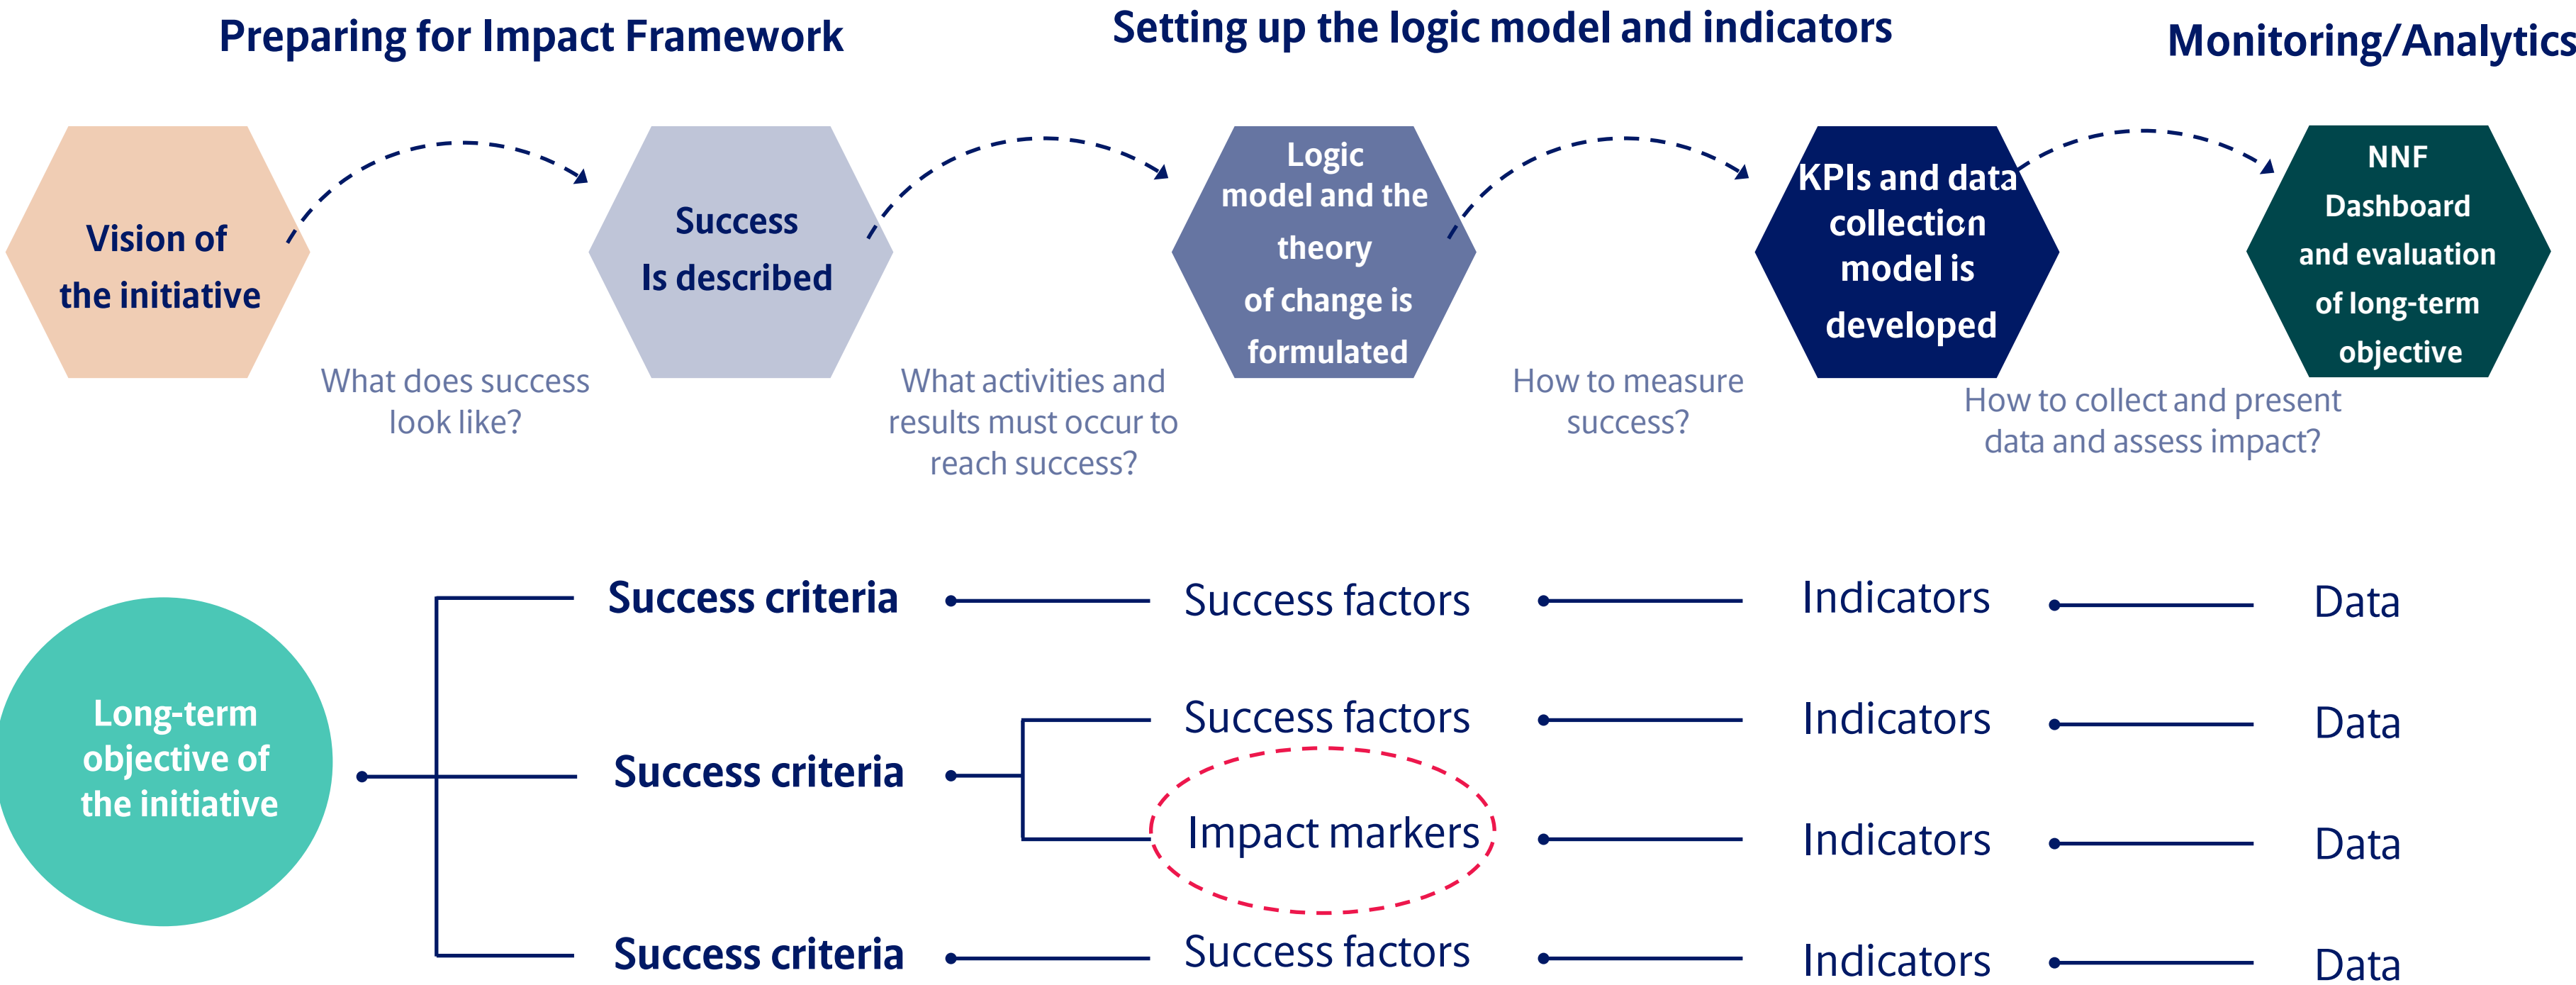 Preparing for Impact Framework
Setting up the logic model and indicators
Monitoring/Analytics
Vision of
the initiative
What does success
look like?
Success
Is described
What activities and
results must occur to
reach success?
Logic
model and the
theory
of change is
formulated
How to measure
success?
KPIs and data
collection
model is
developed
How to collect and present
data and assess impact?
NNF
Dashboard
and evaluation
of long-term
objective
Long-term
objective of
the initiative
Success criteria
Success factors
Indicators
Data
Success criteria
Success factors
Indicators
Data
Impact markers
Indicators
Data
Success criteria
Success factors
Indicators
Data